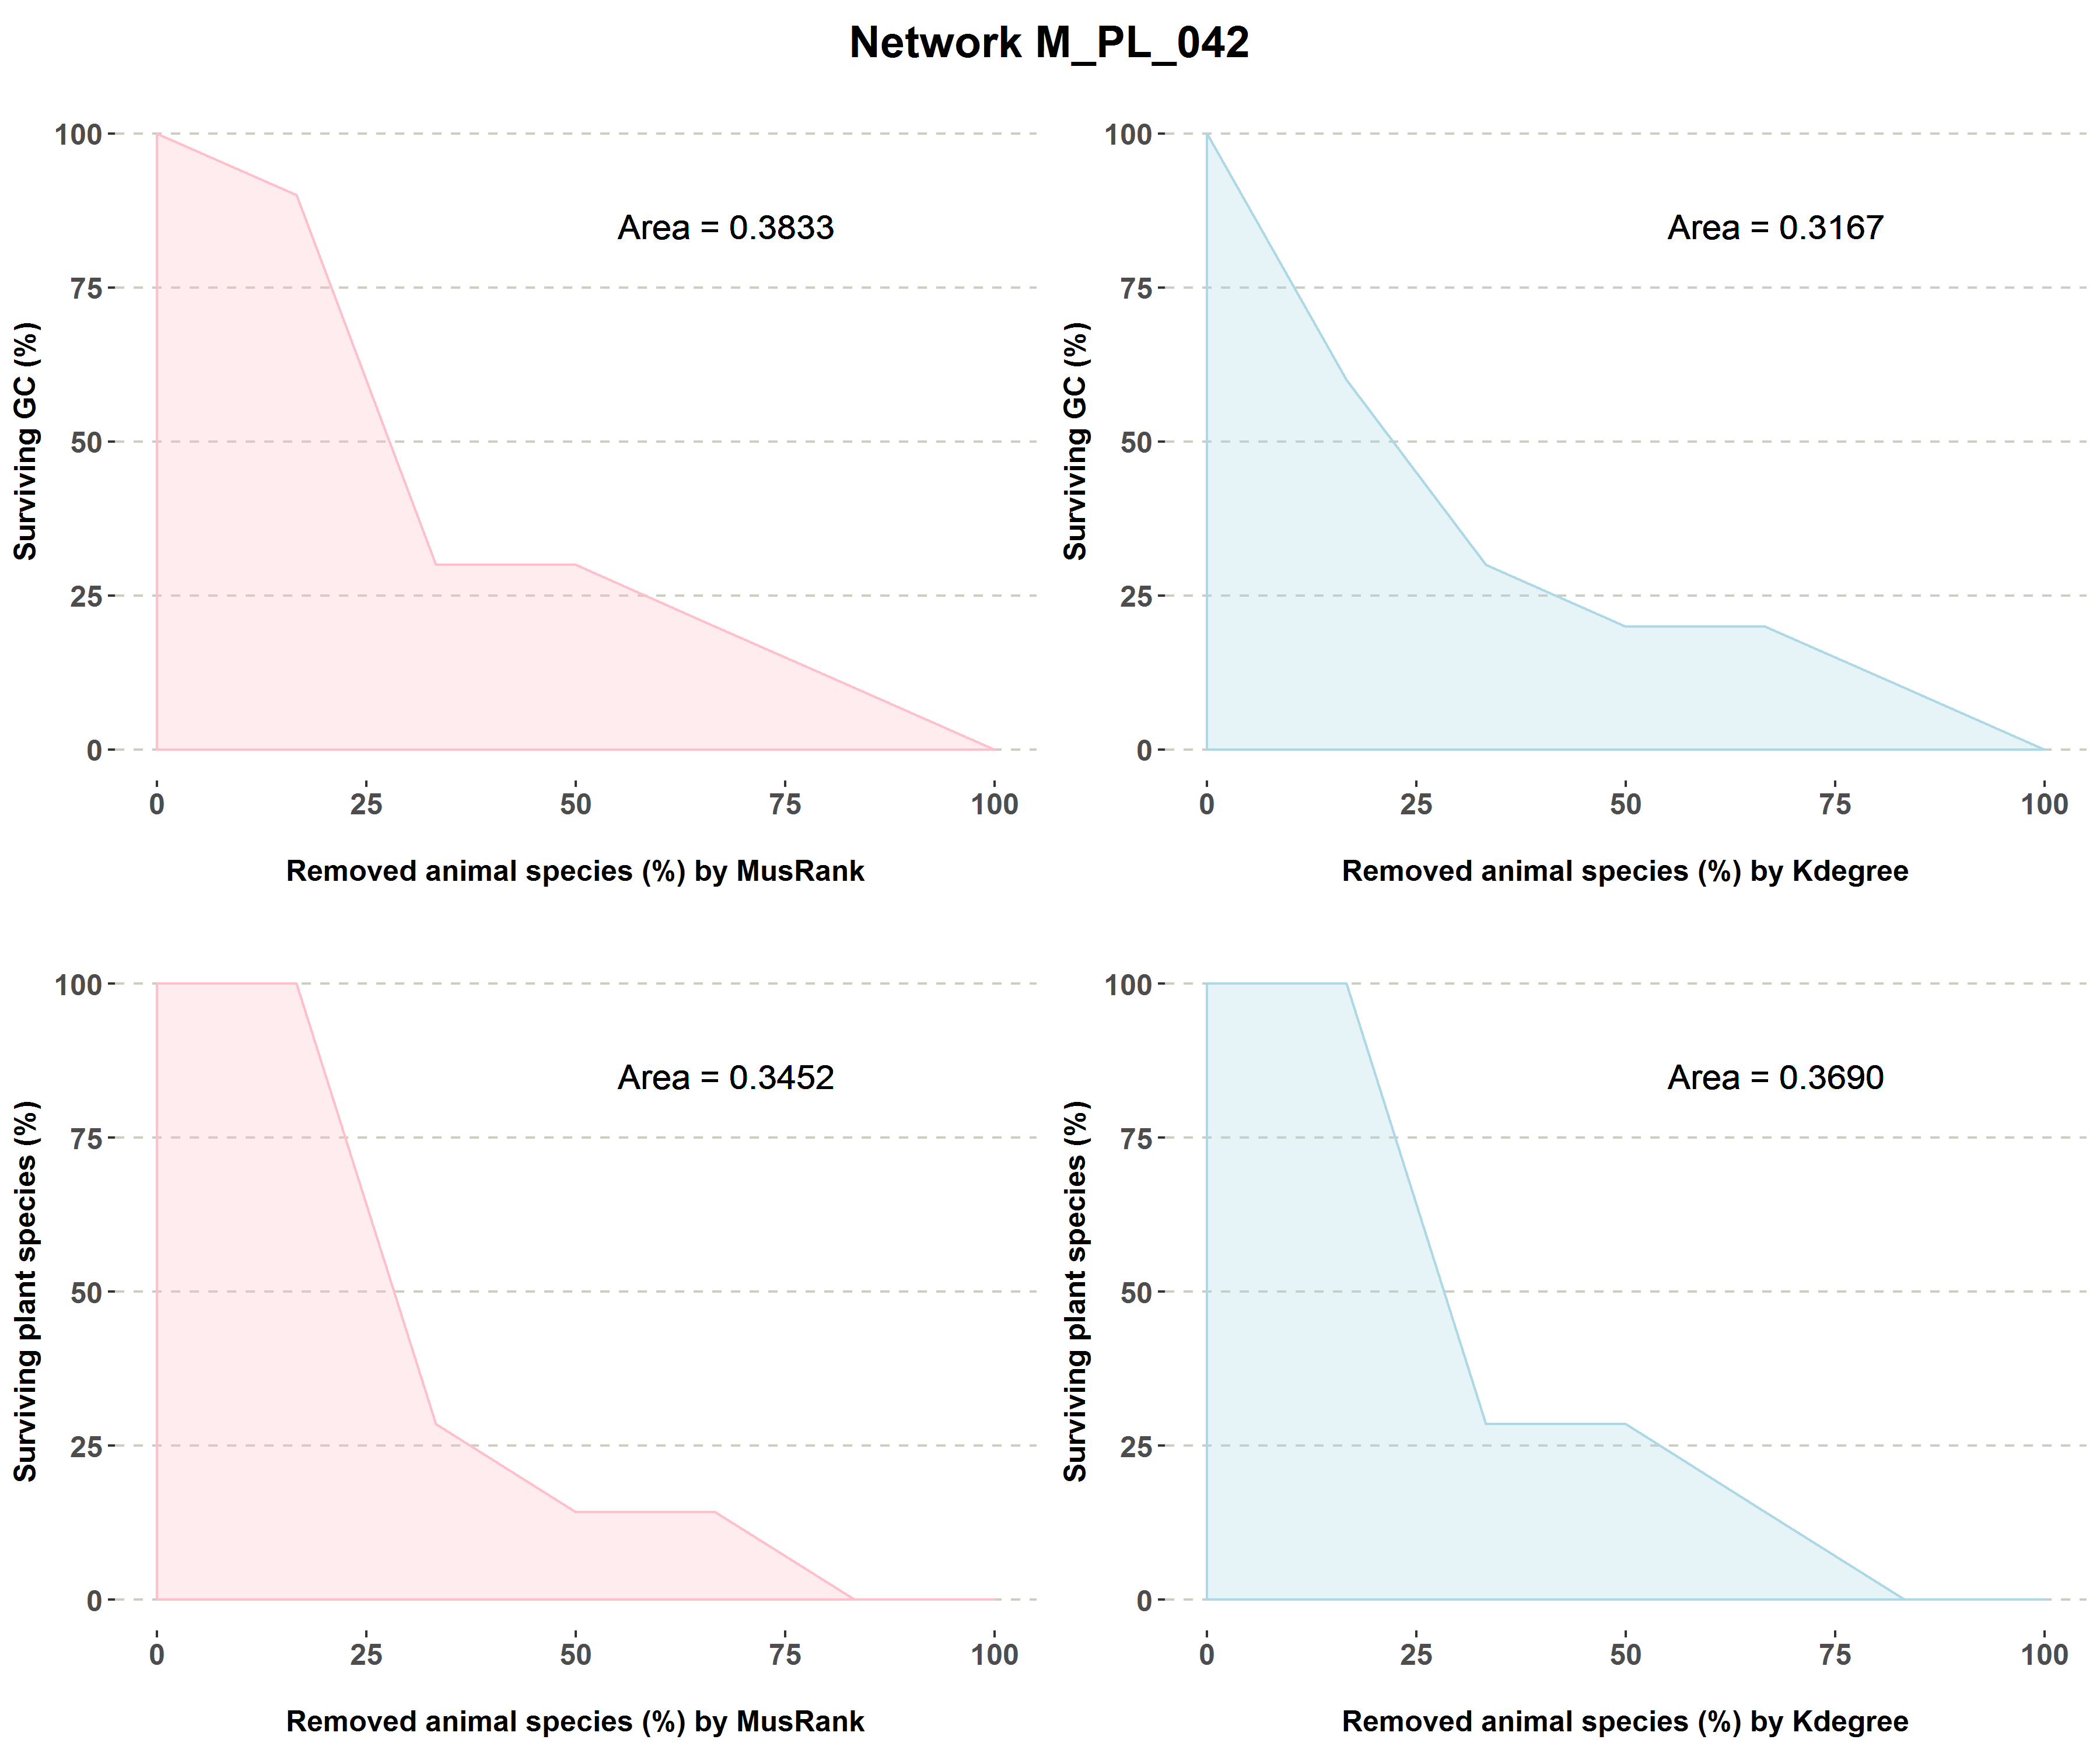 Network M_PL_042
Surviving GC (%)
100
75
50
25
0
Area = 0.3833
0 25 50 75 100
Removed animal species (%) by MusRank
Surviving GC (%)
100
75
50
25
0
Area = 0.3167
0 25 50 75 100
Removed animal species (%) by Kdegree
Surviving plant species (%)
100
75
50
25
0
Area = 0.3452
0 25 50 75 100
Removed animal species (%) by MusRank
Surviving plant species (%)
100
75
50
25
0
Area = 0.3690
0 25 50 75 100
Removed animal species (%) by Kdegree